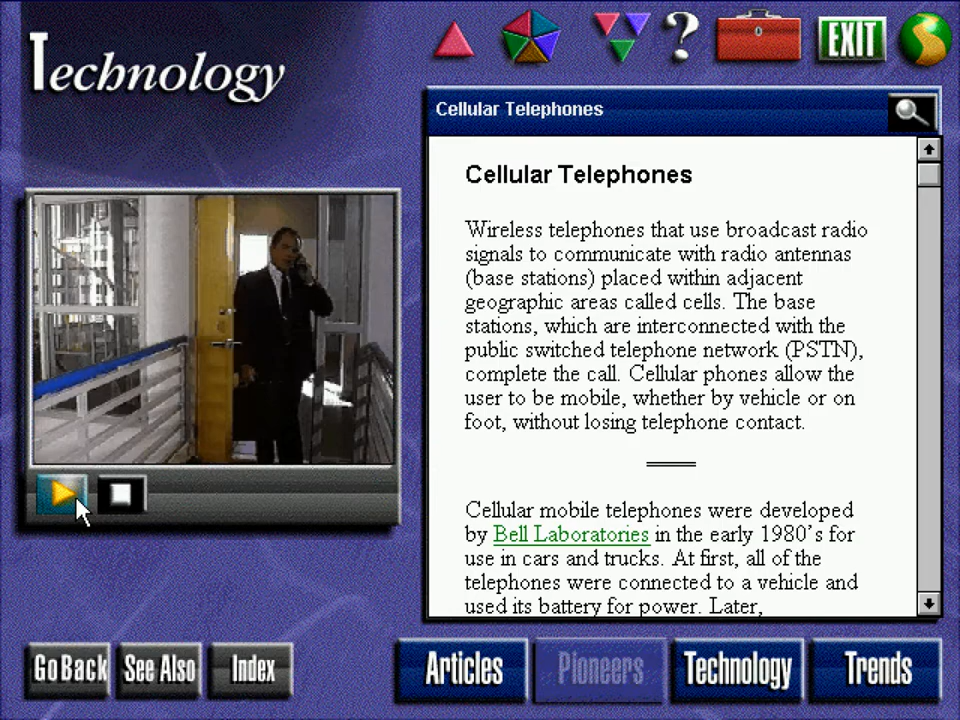 Technology
?
EXIT
Cellular Telephones
Cellular Telephones
Wireless telephones that use broadcast radio
signals to communicate with radio antennas
(base stations) placed within adjacent
geographic areas called cells. The base
stations, which are interconnected with the
public switched telephone network (PSTN),
complete the call. Cellular phones allow the
user to be mobile, whether by vehicle or on
foot, without losing telephone contact.
Cellular mobile telephones were developed
by Bell Laboratories in the early 1980's for
use in cars and trucks. At first, all of the
telephones were connected to a vehicle and
used its battery for power. Later,
Go Back See Also Index
Articles Pioneers Technology Trends